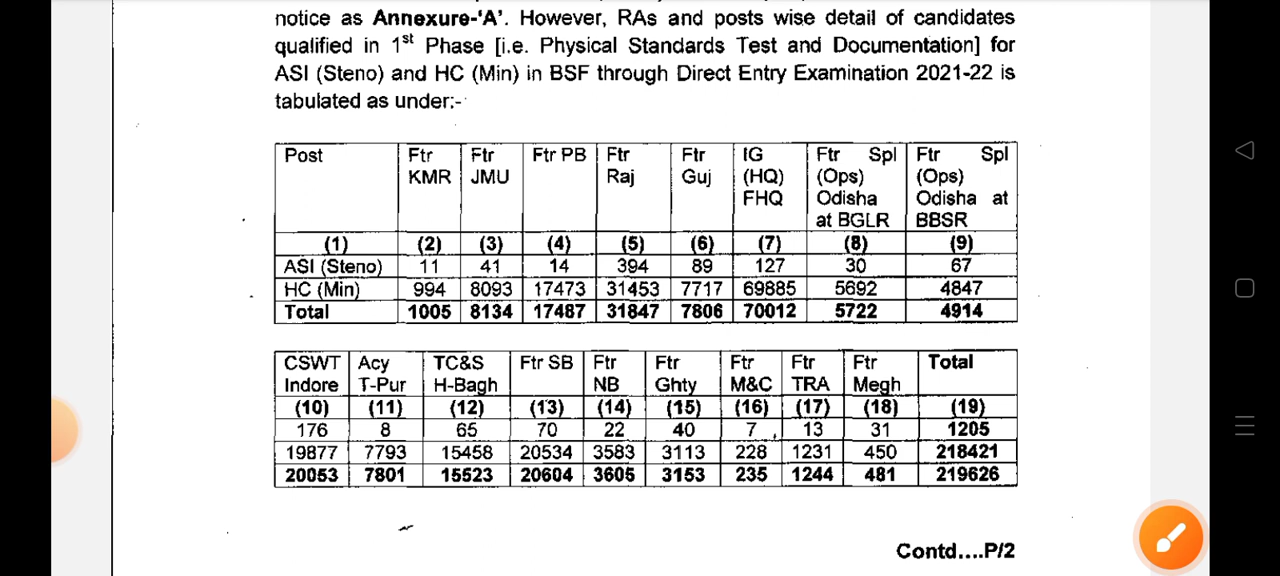 notice as Annexure-'A'. However, RAs and posts wise detail of candidates
qualified in 1st Phase [i.e. Physical Standards Test and Documentation] for
ASI (Steno) and HC (Min) in BSF through Direct Entry Examination 2021-22 is
tabulated as under:-
Post Ftr KMR Ftr JMU Ftr PB Ftr Raj Ftr Guj IG (HQ) FHQ Ftr Spl (Ops) Odisha at BGLR Ftr Spl (Ops) Odisha at BBSR
(1) (2) (3) (4) (5) (6) (7) (8) (9)
ASI (Steno) 11 41 14 394 89 127 30 67
HC (Min) 994 8093 17473 31453 7717 69885 5692 4847
Total 1005 8134 17487 31847 7806 70012 5722 4914
CSWT Indore Acy T-Pur TC&S H-Bagh Ftr SB Ftr NB Ftr Ghty Ftr M&C Ftr TRA Ftr Megh Total
(10) (11) (12) (13) (14) (15) (16) (17) (18) (19)
176 8 65 70 22 40 7 13 31 1205
19877 7793 15458 20534 3583 3113 228 1231 450 218421
20053 7801 15523 20604 3605 3153 235 1244 481 219626
Contd....P/2